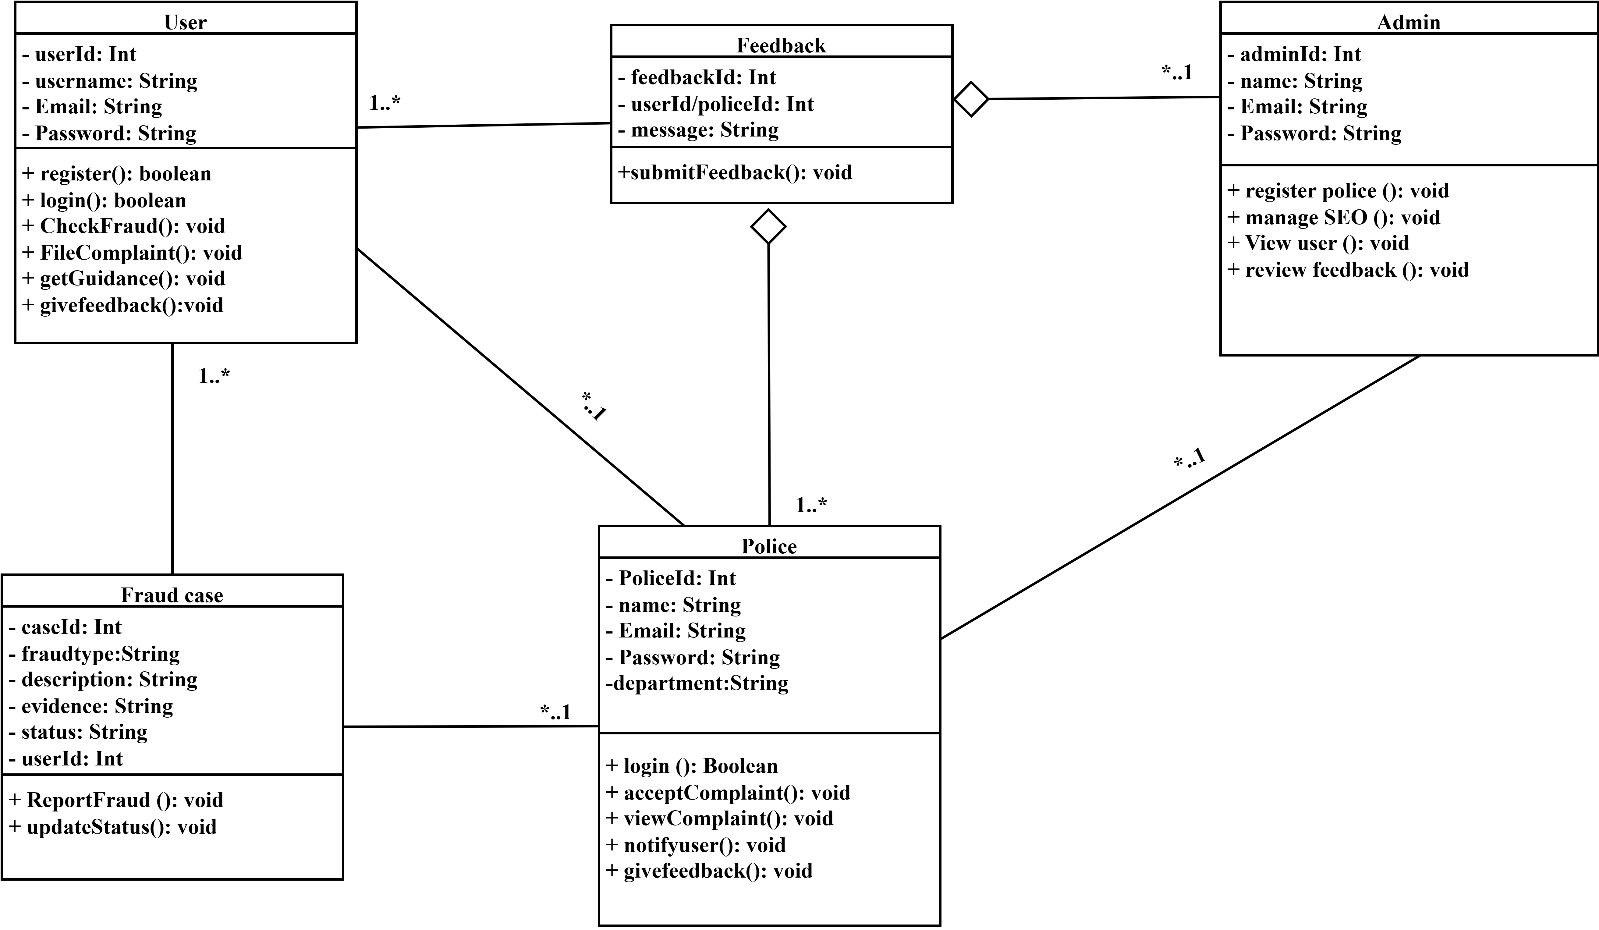 User
- userId: Int
- username: String
- Email: String
- Password: String
+ register(): boolean
+ login(): boolean
+ CheckFraud(): void
+ FileComplaint(): void
+ getGuidance(): void
+ givefeedback():void
1..*
Feedback
- feedbackId: Int
- userId/policeId: Int
- message: String
+submitFeedback(): void
*..1
Admin
- adminId: Int
- name: String
- Email: String
- Password: String
+ register police (): void
+ manage SEO (): void
+ View user (): void
+ review feedback (): void
1..*
*..1
*..1
1..*
Fraud case
- caseId: Int
- fraudtype:String
- description: String
- evidence: String
- status: String
- userId: Int
+ ReportFraud (): void
+ updateStatus(): void
*..1
Police
- PoliceId: Int
- name: String
- Email: String
- Password: String
-department:String
+ login (): Boolean
+ acceptComplaint(): void
+ viewComplaint(): void
+ notifyuser(): void
+ givefeedback(): void